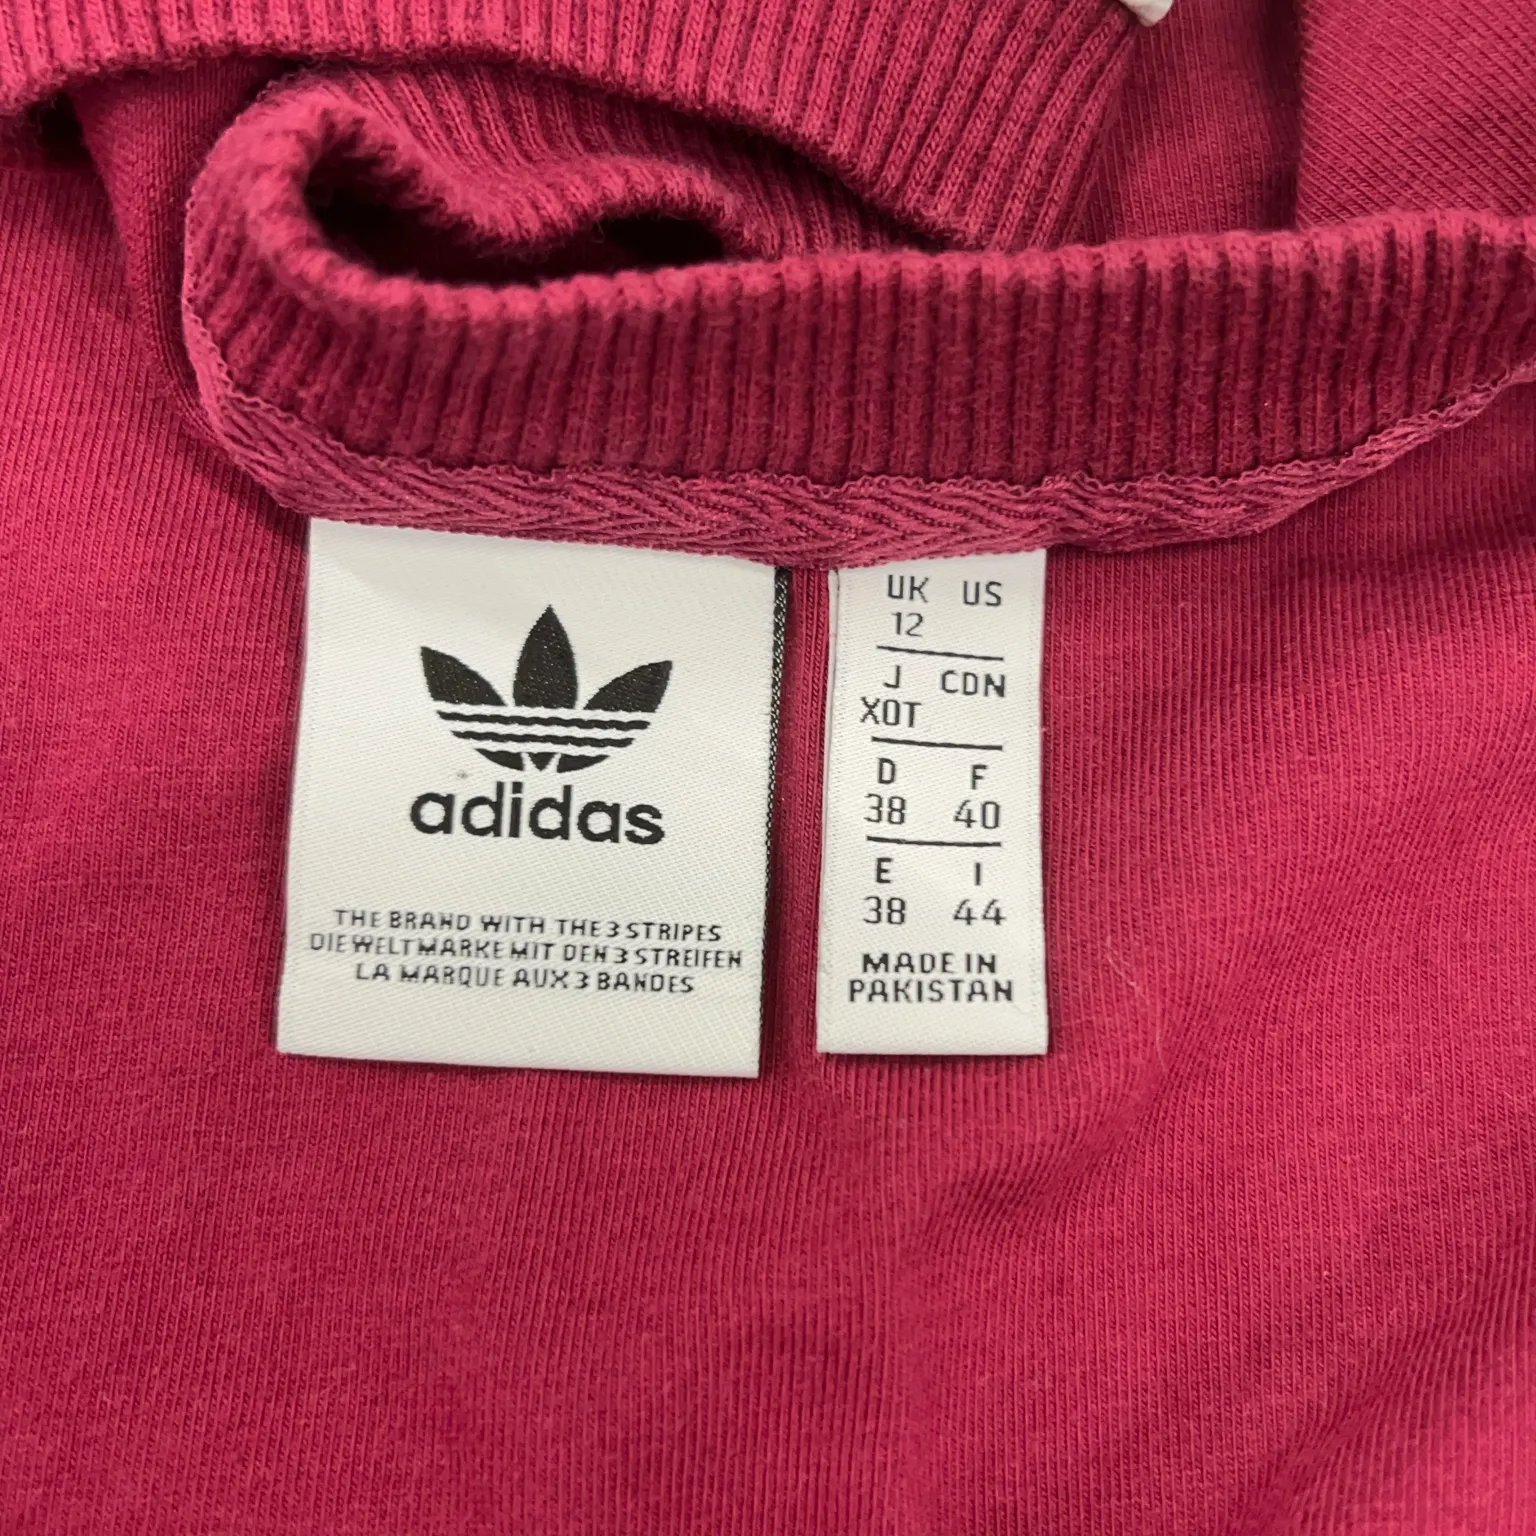 adidas
THE BRAND WITH THE 3 STRIPES
DIE WELTMARKE MIT DEN 3 STREIFEN
LA MARQUE AUX 3 BANDES
UK US
12
J CDN
XOT
D F
38 40
E I
38 44
MADE IN
PAKISTAN